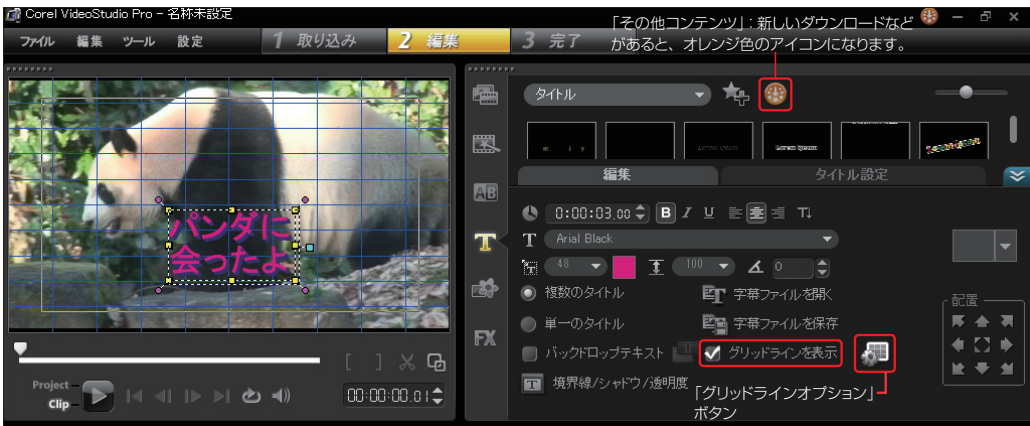 Corel VideoStudio Pro - 名称未設定
ファイル 編集 ツール 設定
1 取り込み
2 編集
3 完了
「その他コンテンツ」: 新しいダウンロードなど
があると、オレンジ色のアイコンになります。
パンダに
会ったよ
Project
Clip
00:00:00.01
AB
T
FX
タイトル
Lorem ipsum
Lorem ipsum
編集
タイトル設定
0:00:03.00 B I U
T Arial Black
48 100 0
複数のタイトル
字幕ファイルを開く
単一のタイトル
字幕ファイルを保存
バックドロップテキスト
グリッドラインを表示
境界線/シャドウ/透明度
配置
「グリッドラインオプション」
ボタン